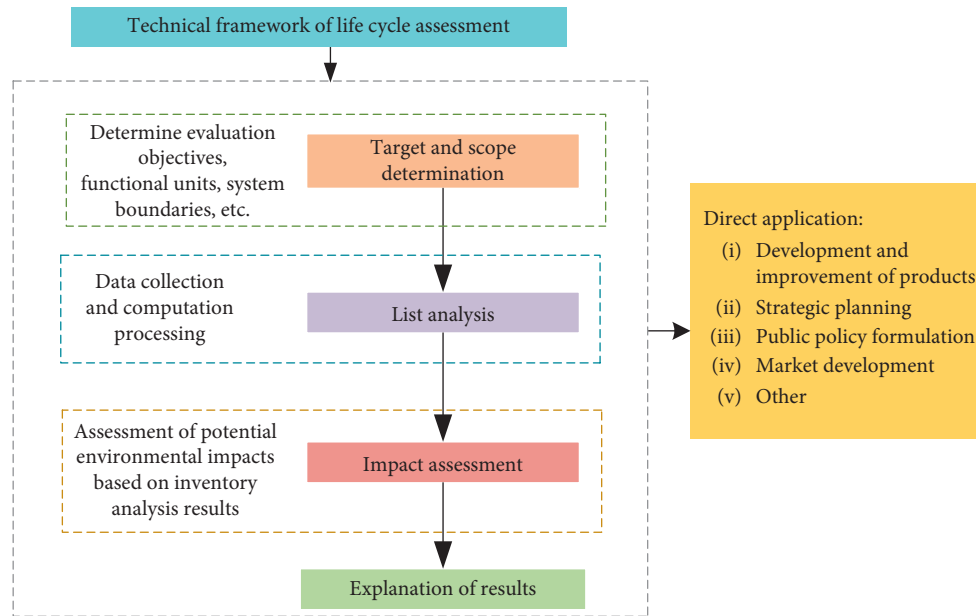 Technical framework of life cycle assessment
Determine evaluation
objectives,
functional units, system
boundaries, etc.
Target and scope
determination
Data collection
and computation
processing
List analysis
Assessment of potential
environmental impacts
based on inventory
analysis results
Impact assessment
Explanation of results
Direct application:
(i) Development and
improvement of products
(ii) Strategic planning
(iii) Public policy formulation
(iv) Market development
(v) Other